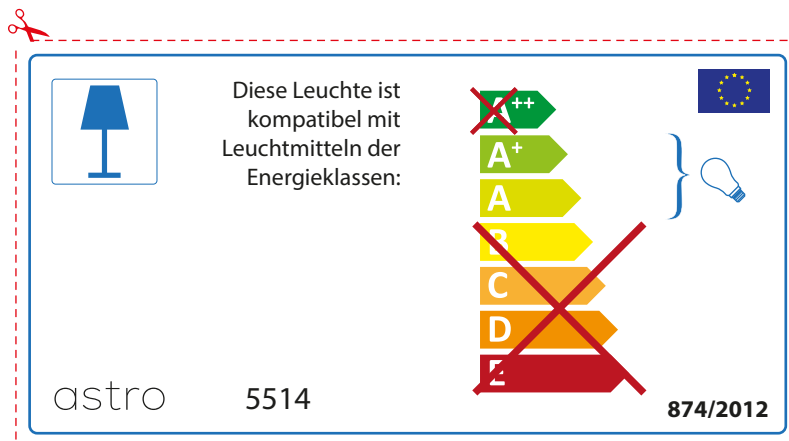 Diese Leuchte ist
kompatibel mit
Leuchtmitteln der
Energieklassen:
A++
A+
A
B
C
D
E
astro
5514
874/2012